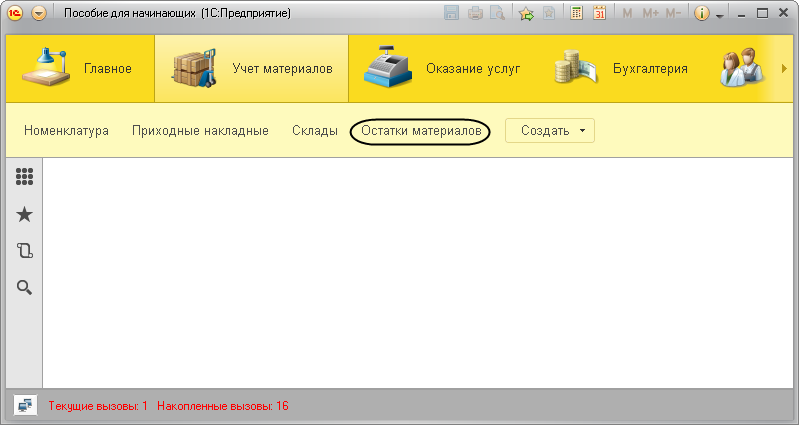 Пособие для начинающих (1С:Предприятие)
M M+ M-
31
Главное Учет материалов Оказание услуг Бухгалтерия
Номенклатура Приходные накладные Склады Остатки материалов Создать
Текущие вызовы: 1 Накопленные вызовы: 16